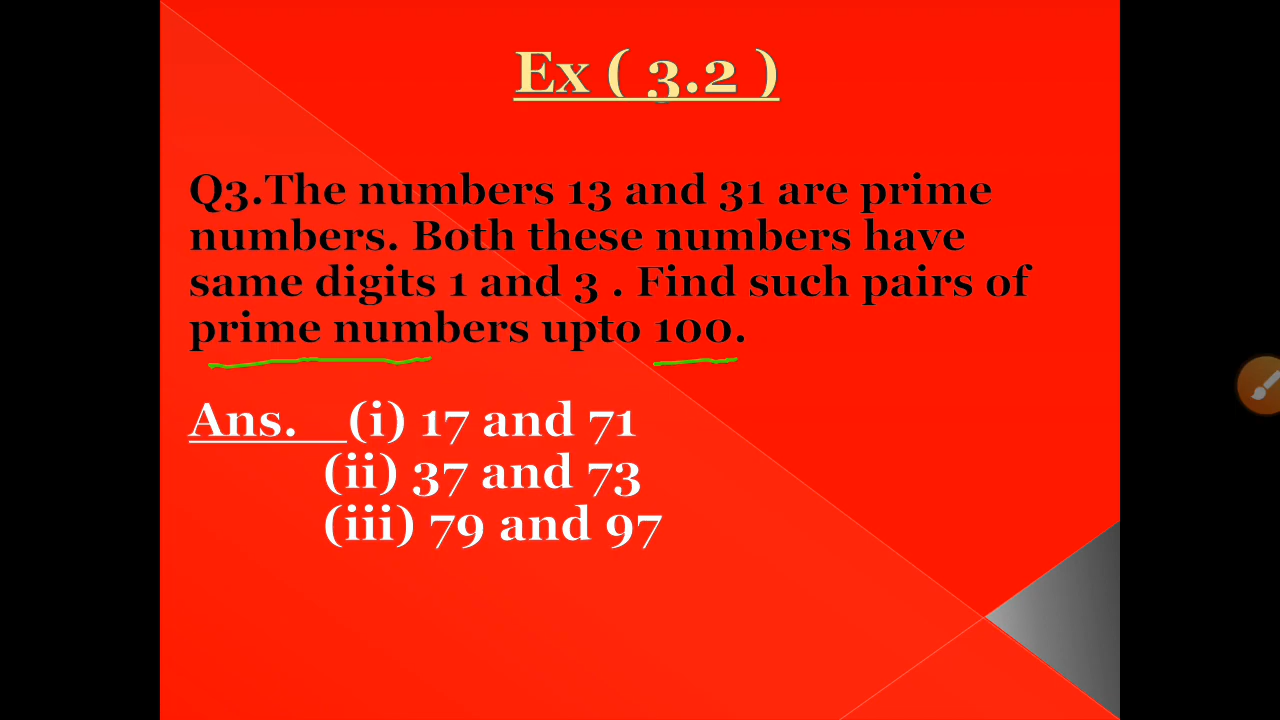 Ex ( 3.2 )
Q3.The numbers 13 and 31 are prime
numbers. Both these numbers have
same digits 1 and 3 . Find such pairs of
prime numbers upto 100.
Ans. (i) 17 and 71
(ii) 37 and 73
(iii) 79 and 97